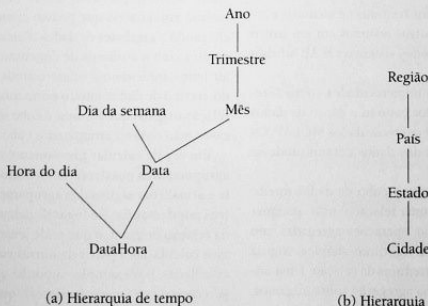 Ano
Trimestre
Dia da semana
Mês
Hora do dia
Data
DataHora
(a) Hierarquia de tempo
Região
País
Estado
Cidade
(b) Hierarquia